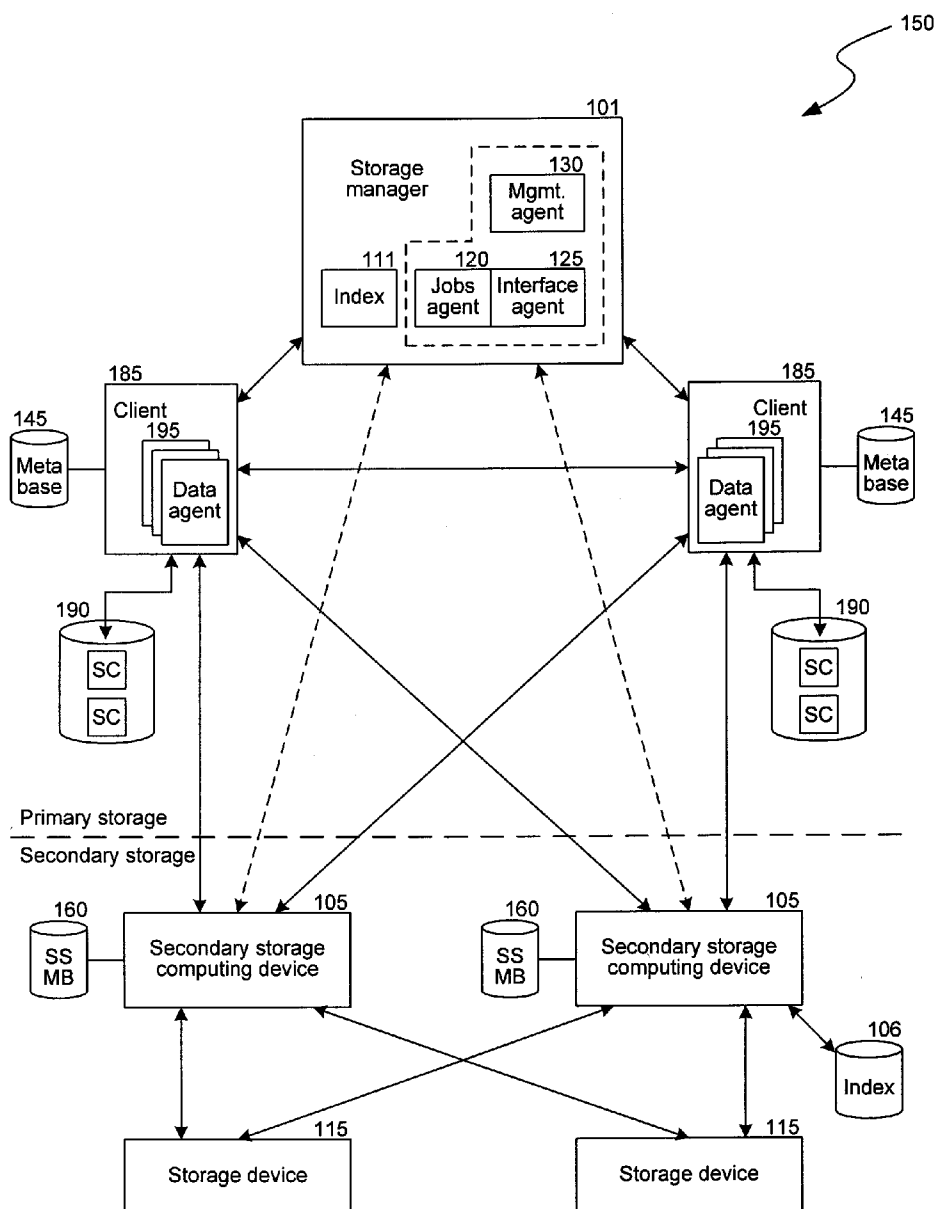 150
101
Storage
manager
130
Mgmt.
agent
111
Index
120
Jobs
agent
125
Interface
agent
185
Client
195
Data
agent
145
Meta
base
185
Client
195
Data
agent
145
Meta
base
190
SC
SC
190
SC
SC
Primary storage
Secondary storage
160
SS
MB
105
Secondary storage
computing device
160
SS
MB
105
Secondary storage
computing device
106
Index
115
Storage device
115
Storage device